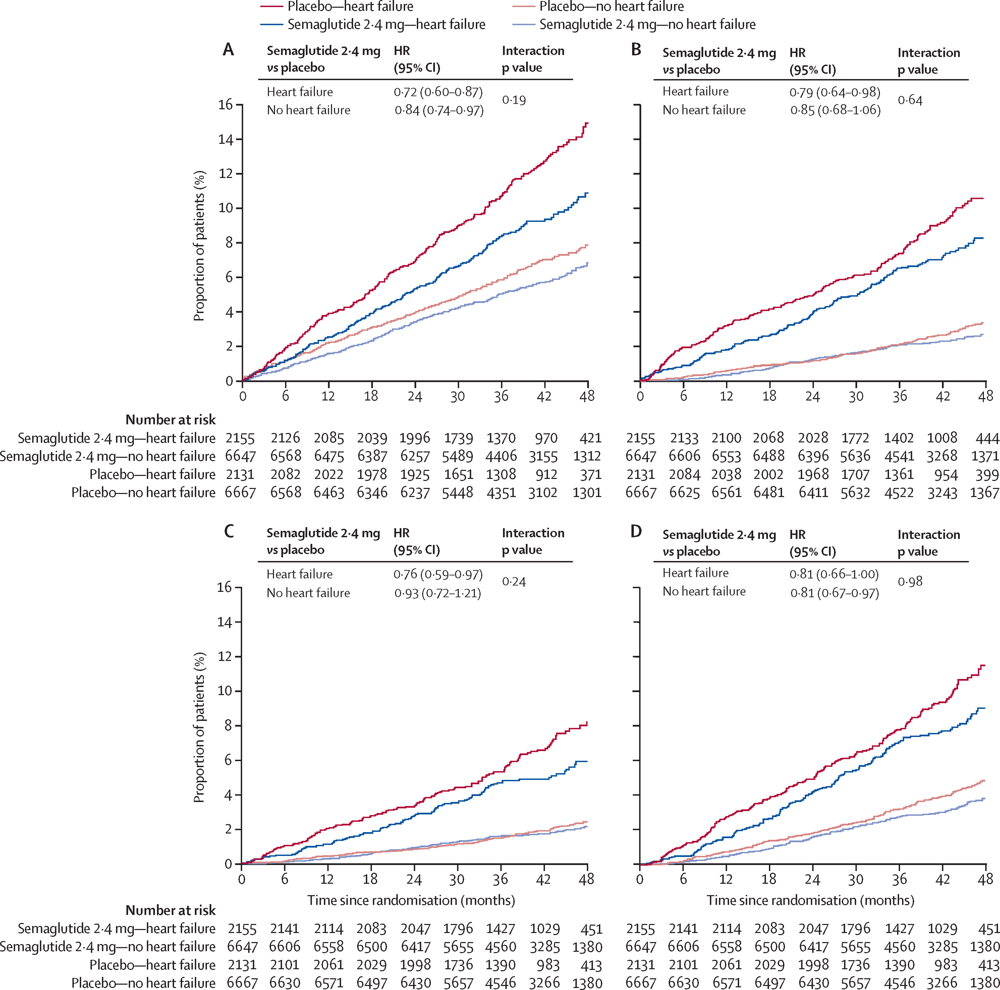 Placebo—heart failure Placebo—no heart failure
Semaglutide 2·4 mg—heart failure Semaglutide 2·4 mg—no heart failure
A Semaglutide 2·4 mg HR Interaction
vs placebo (95% CI) p value
Heart failure 0·72 (0·60–0·87)
0·19
No heart failure 0·84 (0·74–0·97)
16
14
12
10
8
6
4
2
0
Proportion of patients (%)
0 6 12 18 24 30 36 42 48
B Semaglutide 2·4 mg HR Interaction
vs placebo (95% CI) p value
Heart failure 0·79 (0·64–0·98)
0·64
No heart failure 0·85 (0·68–1·06)
0 6 12 18 24 30 36 42 48
Number at risk
Semaglutide 2·4 mg—heart failure 2155 2126 2085 2039 1996 1739 1370 970 421 2155 2133 2100 2068 2028 1772 1402 1008 444
Semaglutide 2·4 mg—no heart failure 6647 6568 6475 6387 6257 5489 4406 3155 1312 6647 6606 6553 6488 6396 5636 4541 3268 1371
Placebo—heart failure 2131 2082 2022 1978 1925 1651 1308 912 371 2131 2084 2038 2002 1968 1707 1361 954 399
Placebo—no heart failure 6667 6568 6463 6346 6237 5448 4351 3102 1301 6667 6625 6561 6481 6411 5632 4522 3243 1367
C Semaglutide 2·4 mg HR Interaction
vs placebo (95% CI) p value
Heart failure 0·76 (0·59–0·97)
0·24
No heart failure 0·93 (0·72–1·21)
16
14
12
10
8
6
4
2
0
Proportion of patients (%)
0 6 12 18 24 30 36 42 48
Time since randomisation (months)
D Semaglutide 2·4 mg HR Interaction
vs placebo (95% CI) p value
Heart failure 0·81 (0·66–1·00)
0·98
No heart failure 0·81 (0·67–0·97)
0 6 12 18 24 30 36 42 48
Time since randomisation (months)
Number at risk
Semaglutide 2·4 mg—heart failure 2155 2141 2114 2083 2047 1796 1427 1029 451 2155 2141 2114 2083 2047 1796 1427 1029 451
Semaglutide 2·4 mg—no heart failure 6647 6606 6558 6500 6417 5655 4560 3285 1380 6647 6606 6558 6500 6417 5655 4560 3285 1380
Placebo—heart failure 2131 2101 2061 2029 1998 1736 1390 983 413 2131 2101 2061 2029 1998 1736 1390 983 413
Placebo—no heart failure 6667 6630 6571 6497 6430 5657 4546 3266 1380 6667 6630 6571 6497 6430 5657 4546 3266 1380